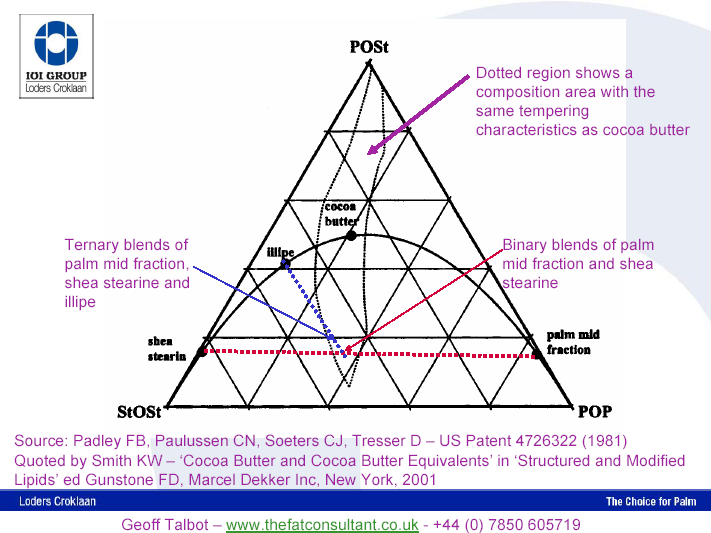 IOI GROUP
Loders Croklaan
POSt
Dotted region shows a
composition area with the
same tempering
characteristics as cocoa butter
cocoa
butter
illipe
Ternary blends of
palm mid fraction,
shea stearine and
illipe
Binary blends of palm
mid fraction and shea
stearine
shea
stearin
palm mid
fraction
StOSt
POP
Source: Padley FB, Paulussen CN, Soeters CJ, Tresser D – US Patent 4726322 (1981)
Quoted by Smith KW – ‘Cocoa Butter and Cocoa Butter Equivalents’ in ‘Structured and Modified
Lipids’ ed Gunstone FD, Marcel Dekker Inc, New York, 2001
Loders Croklaan
The Choice for Palm
Geoff Talbot – www.thefatconsultant.co.uk - +44 (0) 7850 605719